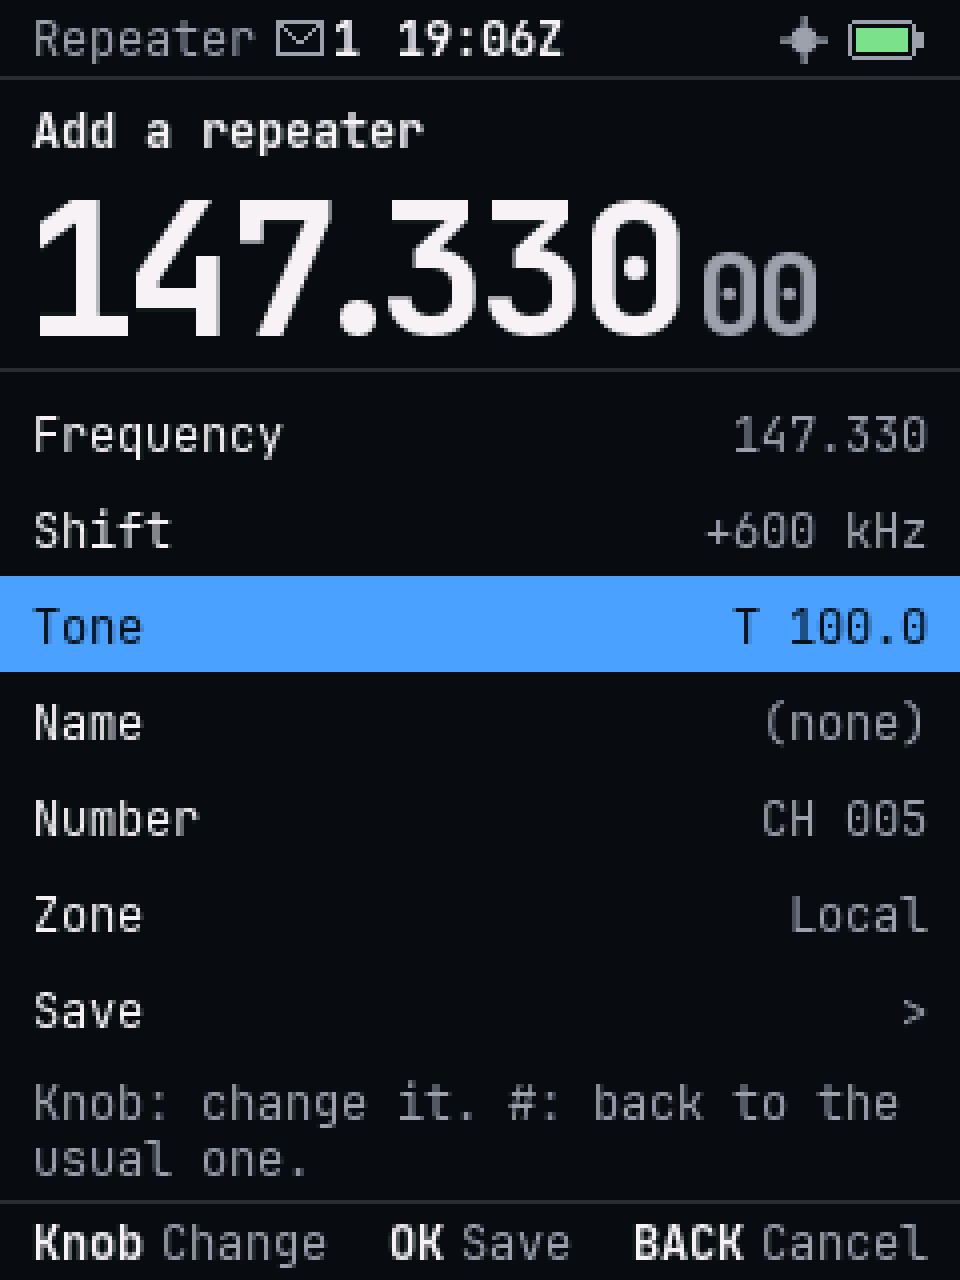 Repeater 1 19:06Z
Add a repeater
147.33000
Frequency 147.330
Shift +600 kHz
Tone T 100.0
Name (none)
Number CH 005
Zone Local
Save >
Knob: change it. #: back to the
usual one.
Knob Change OK Save BACK Cancel